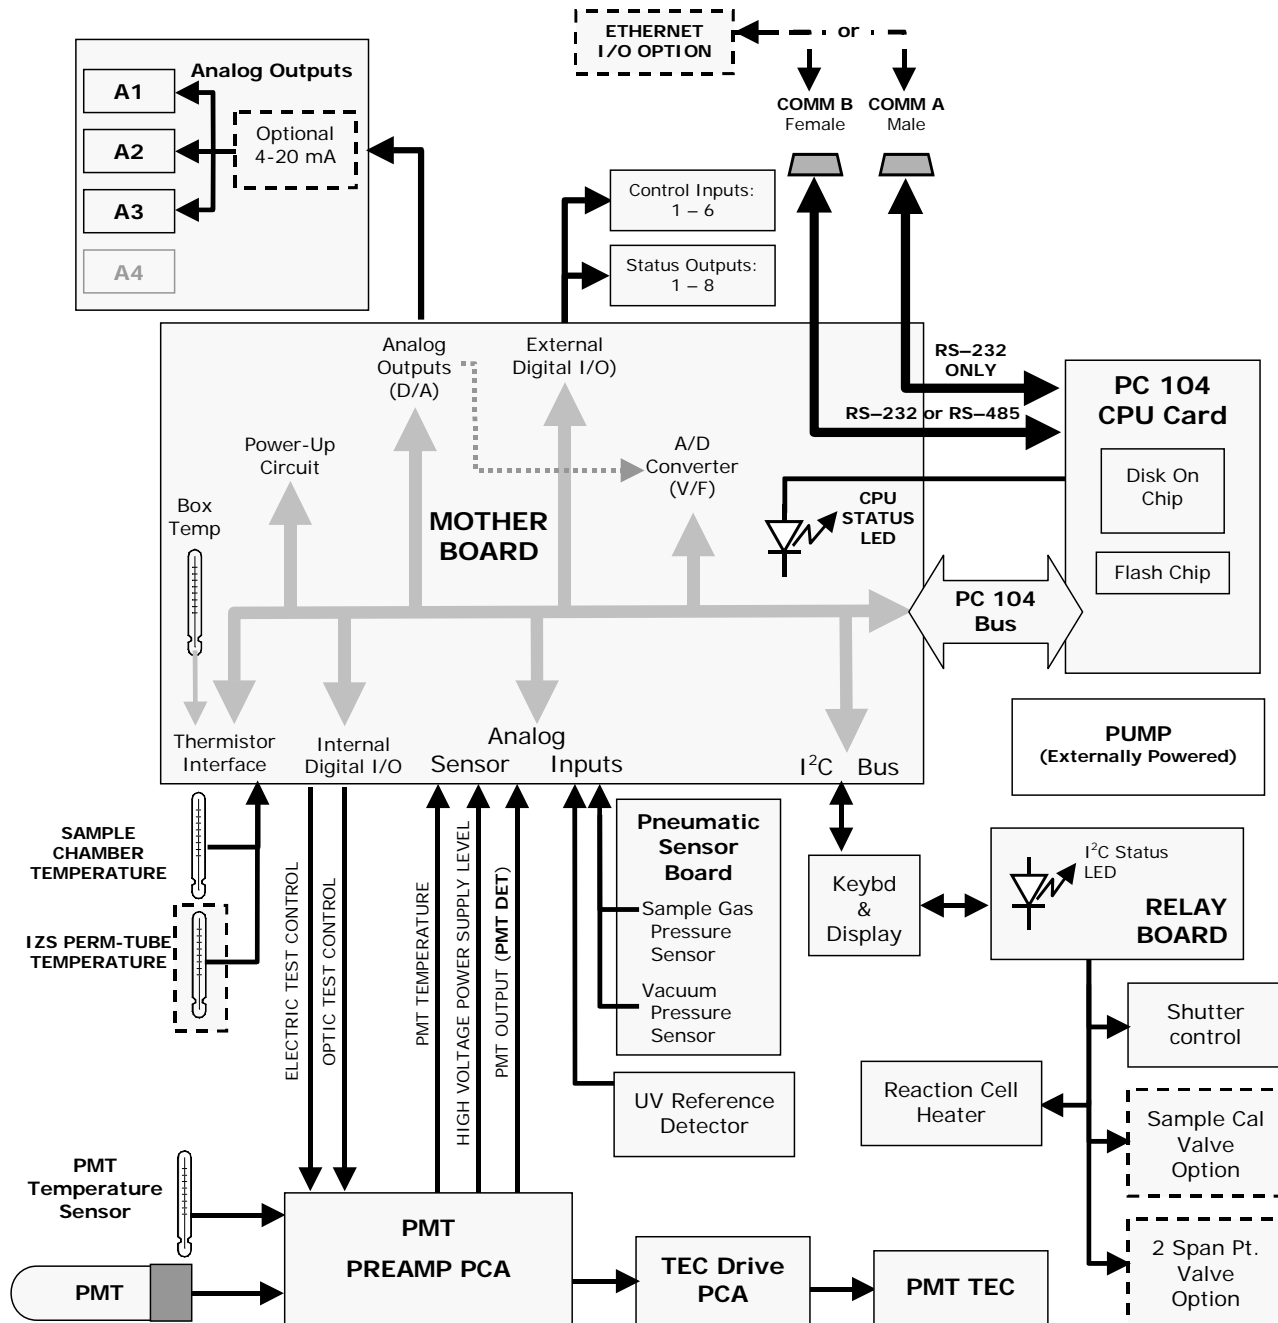 ETHERNET
I/O OPTION
or
Analog Outputs
A1
A2
A3
A4
Optional
4-20 mA
COMM B
Female
COMM A
Male
Control Inputs:
1 – 6
Status Outputs:
1 – 8
Analog
Outputs
(D/A)
External
Digital I/O)
RS–232
ONLY
RS–232 or RS–485
PC 104
CPU Card
Disk On
Chip
Flash Chip
Power-Up
Circuit
A/D
Converter
(V/F)
Box
Temp
MOTHER
BOARD
CPU
STATUS
LED
PC 104
Bus
Thermistor
Interface
Internal
Digital I/O
Analog
Sensor Inputs
I2C Bus
PUMP
(Externally Powered)
SAMPLE
CHAMBER
TEMPERATURE
IZS PERM-TUBE
TEMPERATURE
ELECTRIC TEST CONTROL
OPTIC TEST CONTROL
PMT TEMPERATURE
HIGH VOLTAGE POWER SUPPLY LEVEL
PMT OUTPUT (PMT DET)
Pneumatic
Sensor
Board
Sample Gas
Pressure
Sensor
Vacuum
Pressure
Sensor
UV Reference
Detector
Keybd
&
Display
I2C Status
LED
RELAY
BOARD
Shutter
control
Reaction Cell
Heater
Sample Cal
Valve
Option
2 Span Pt.
Valve
Option
PMT
Temperature
Sensor
PMT
PMT
PREAMP PCA
TEC Drive
PCA
PMT TEC